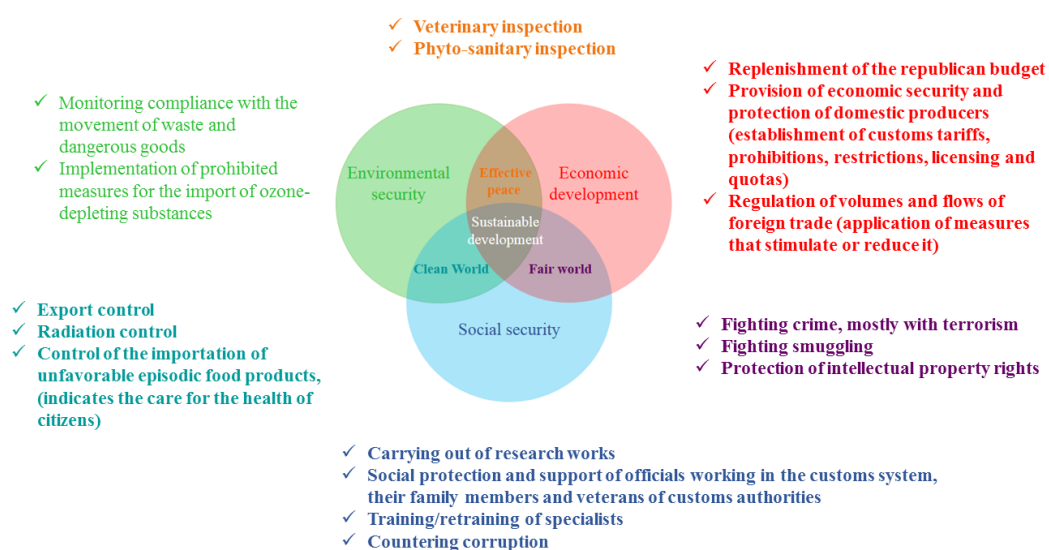 ✓ Veterinary inspection
✓ Phyto-sanitary inspection
✓ Monitoring compliance with the
movement of waste and
dangerous goods
✓ Implementation of prohibited
measures for the import of ozone-
depleting substances
✓ Replenishment of the republican budget
✓ Provision of economic security and
protection of domestic producers
(establishment of customs tariffs,
prohibitions, restrictions, licensing and
quotas)
✓ Regulation of volumes and flows of
foreign trade (application of measures
that stimulate or reduce it)
Environmental
security
Effective
peace
Economic
development
Sustainable
development
Clean World
Fair world
Social security
✓ Export control
✓ Radiation control
✓ Control of the importation of
unfavorable episodic food products,
(indicates the care for the health of
citizens)
✓ Fighting crime, mostly with terrorism
✓ Fighting smuggling
✓ Protection of intellectual property rights
✓ Carrying out of research works
✓ Social protection and support of officials working in the customs system,
their family members and veterans of customs authorities
✓ Training/retraining of specialists
✓ Countering corruption